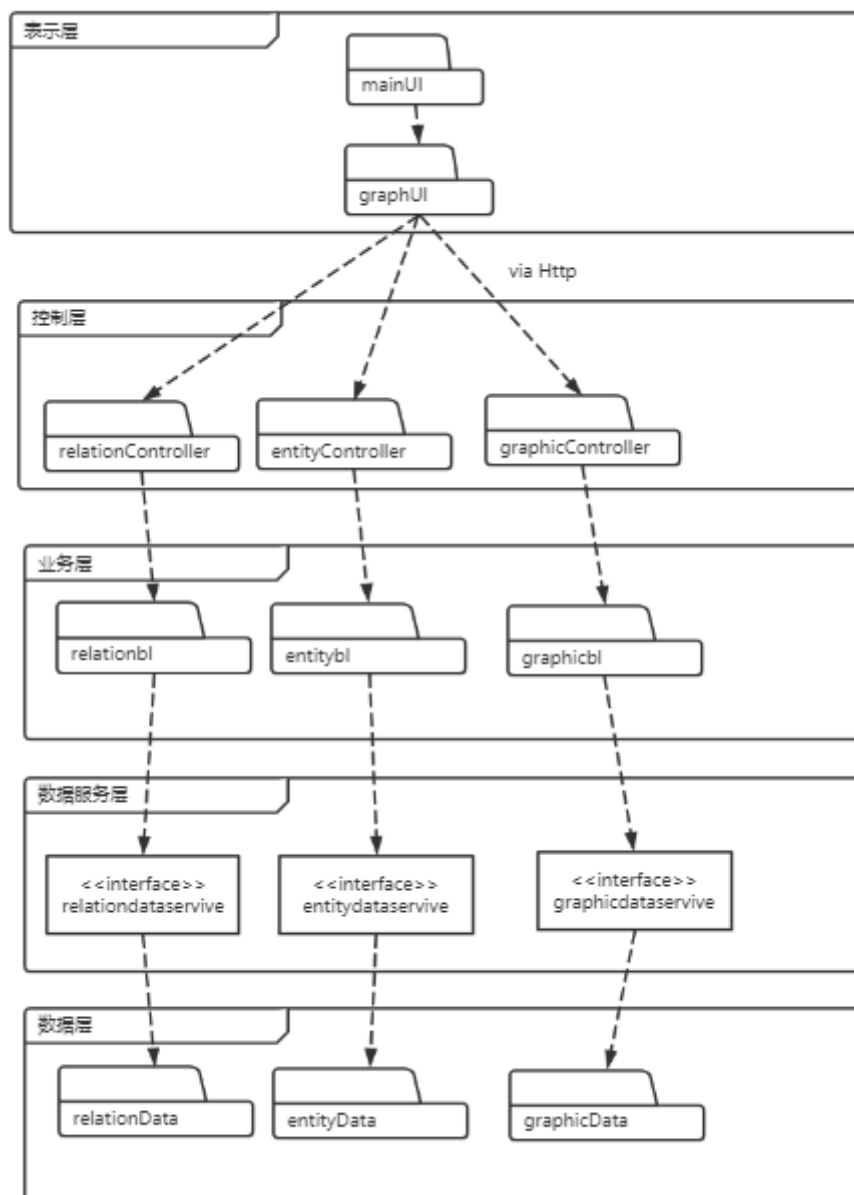 表示层
mainUI
graphUI
via Http
控制层
relationController
entityController
graphicController
业务层
relationbl
entitybl
graphicbl
数据服务层
<<interface>>
relationdataservive
<<interface>>
entitydataservive
<<interface>>
graphicdataservive
数据层
relationData
entityData
graphicData